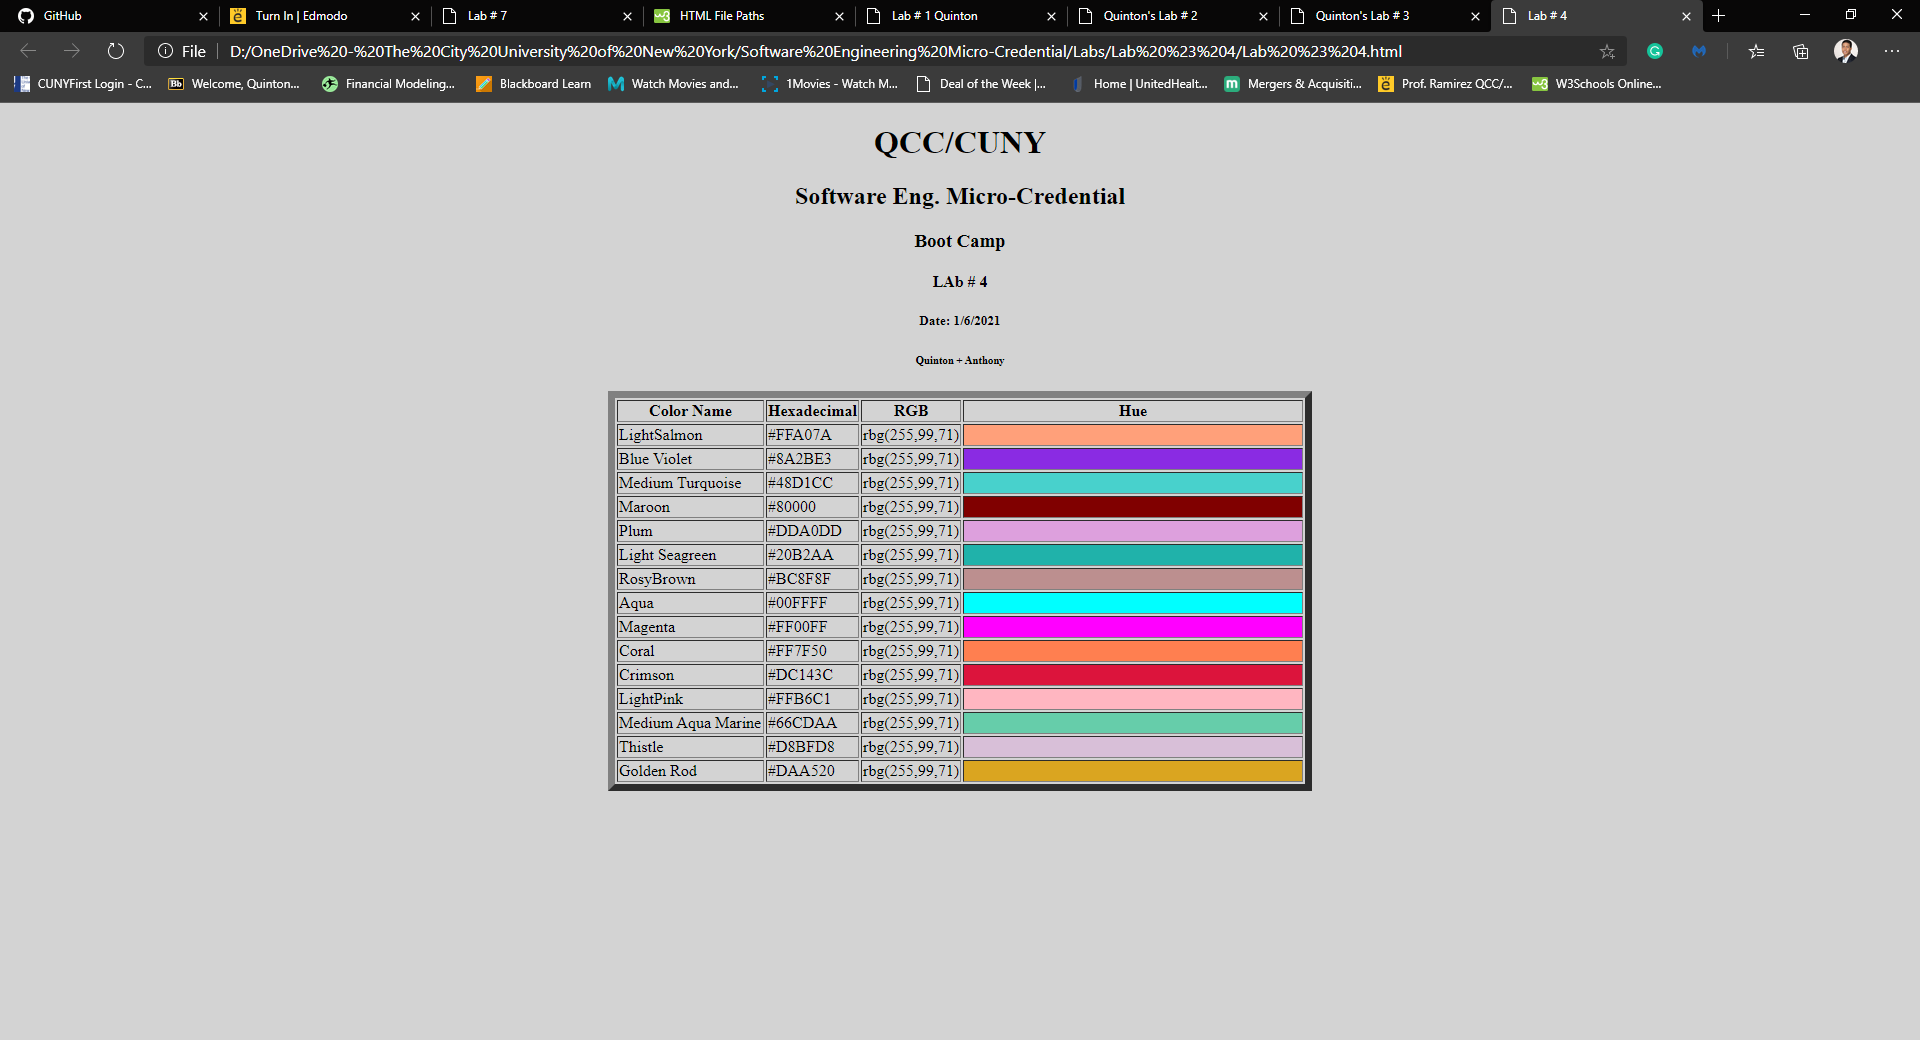 GitHub
Turn In | Edmodo
Lab # 7
HTML File Paths
Lab # 1 Quinton
Quinton's Lab # 2
Quinton's Lab # 3
Lab # 4
File
D:/OneDrive%20-%20The%20City%20University%20of%20New%20York/Software%20Engineering%20Micro-Credential/Labs/Lab%20%23%204/Lab%20%23%204.html
CUNYFirst Login - C...
Bb Welcome, Quinton...
Financial Modeling...
Blackboard Learn
Watch Movies and...
1Movies - Watch M...
Deal of the Week |...
Home | UnitedHealt...
Mergers & Acquisiti...
Prof. Ramirez QCC/...
W3Schools Online...
QCC/CUNY
Software Eng. Micro-Credential
Boot Camp
LAb # 4
Date: 1/6/2021
Quinton + Anthony
Color Name Hexadecimal RGB Hue
LightSalmon #FFA07A rbg(255,99,71)
Blue Violet #8A2BE3 rbg(255,99,71)
Medium Turquoise #48D1CC rbg(255,99,71)
Maroon #80000 rbg(255,99,71)
Plum #DDA0DD rbg(255,99,71)
Light Seagreen #20B2AA rbg(255,99,71)
RosyBrown #BC8F8F rbg(255,99,71)
Aqua #00FFFF rbg(255,99,71)
Magenta #FF00FF rbg(255,99,71)
Coral #FF7F50 rbg(255,99,71)
Crimson #DC143C rbg(255,99,71)
LightPink #FFB6C1 rbg(255,99,71)
Medium Aqua Marine #66CDAA rbg(255,99,71)
Thistle #D8BFD8 rbg(255,99,71)
Golden Rod #DAA520 rbg(255,99,71)